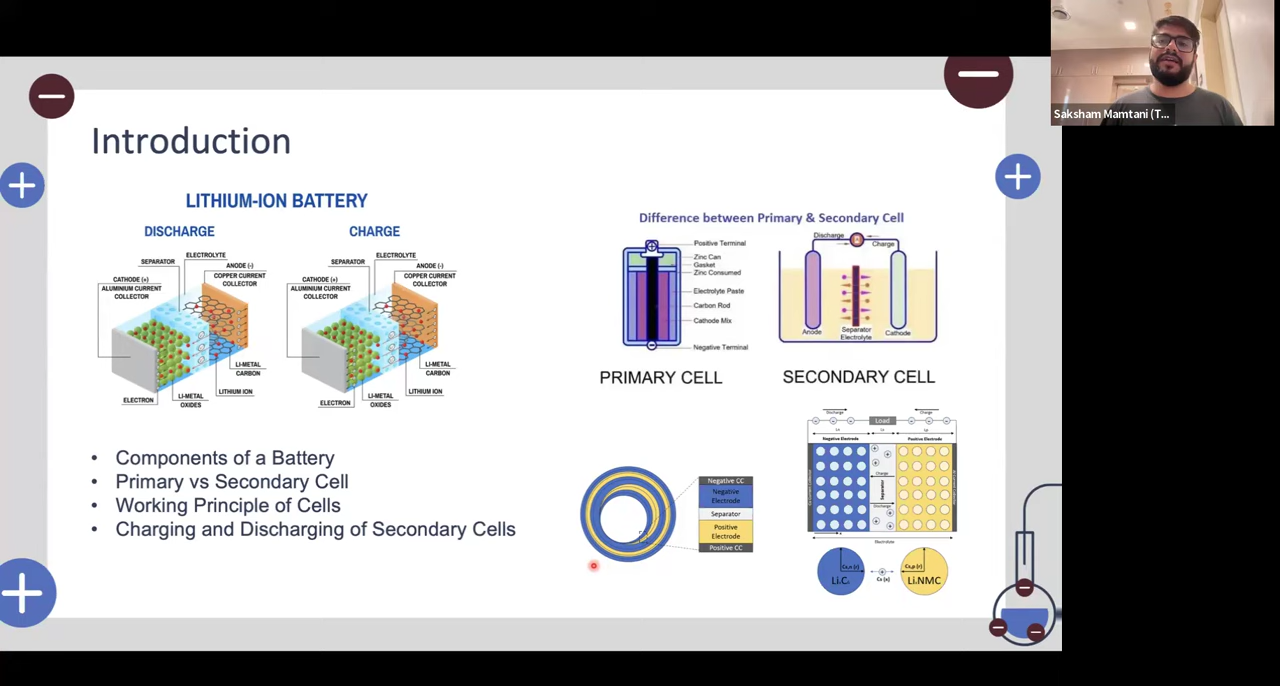 Saksham Mamtani (T...
Introduction
LITHIUM-ION BATTERY
DISCHARGE
ELECTROLYTE
SEPARATOR
ANODE (-)
COPPER CURRENT
COLLECTOR
CATHODE (+)
ALUMINIUM CURRENT
COLLECTOR
LI-METAL
CARBON
LITHIUM ION
LI-METAL
OXIDES
ELECTRON
CHARGE
ELECTROLYTE
SEPARATOR
ANODE (-)
COPPER CURRENT
COLLECTOR
CATHODE (+)
ALUMINIUM CURRENT
COLLECTOR
LI-METAL
CARBON
LITHIUM ION
LI-METAL
OXIDES
ELECTRON
Difference between Primary & Secondary Cell
Positive Terminal
Zinc Can
Gasket
Zinc Consumed
Electrolyte Paste
Carbon Rod
Cathode Mix
Negative Terminal
PRIMARY CELL
Discharge
Charge
Anode
Separator
Electrolyte
Cathode
SECONDARY CELL
• Components of a Battery
• Primary vs Secondary Cell
• Working Principle of Cells
• Charging and Discharging of Secondary Cells
Negative CC
Negative
Electrode
Separator
Positive
Electrode
Positive CC
Discharge
Charge
Load
Negative Electrode
Positive Electrode
Charge
Separator
Discharge
Electrolyte